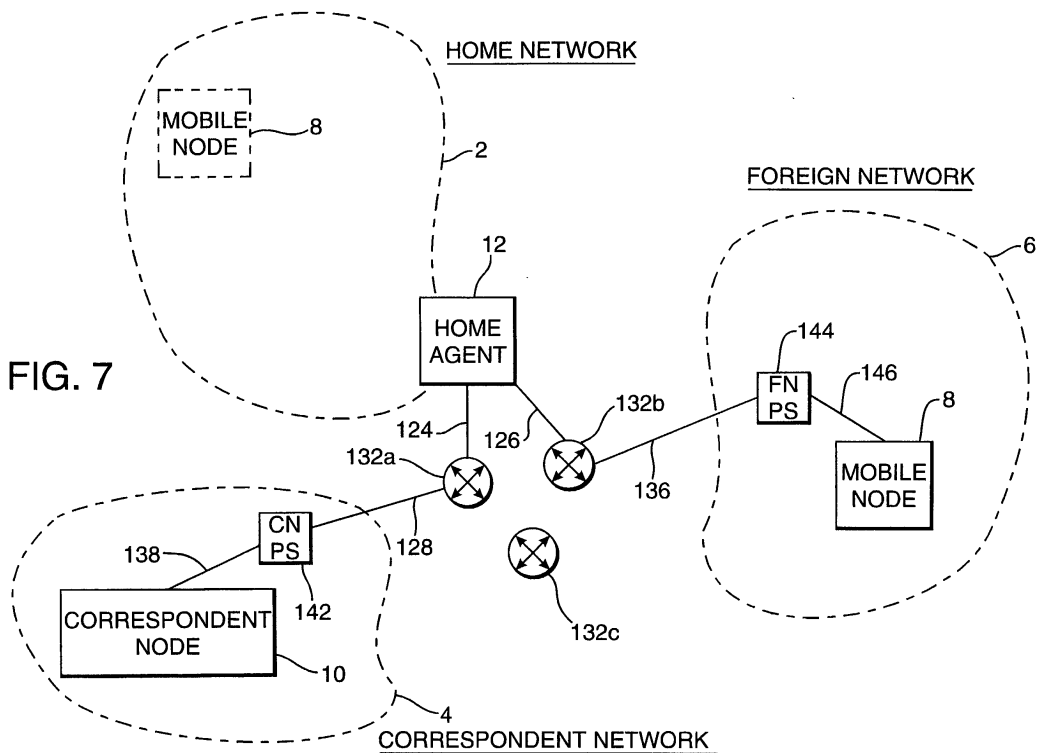 HOME NETWORK
MOBILE
NODE
8
2
FOREIGN NETWORK
6
12
HOME
AGENT
FIG. 7
144
FN
PS
146
8
132b
124
126
132a
136
MOBILE
NODE
CN
PS
138
128
142
132c
CORRESPONDENT
NODE
10
4
CORRESPONDENT NETWORK